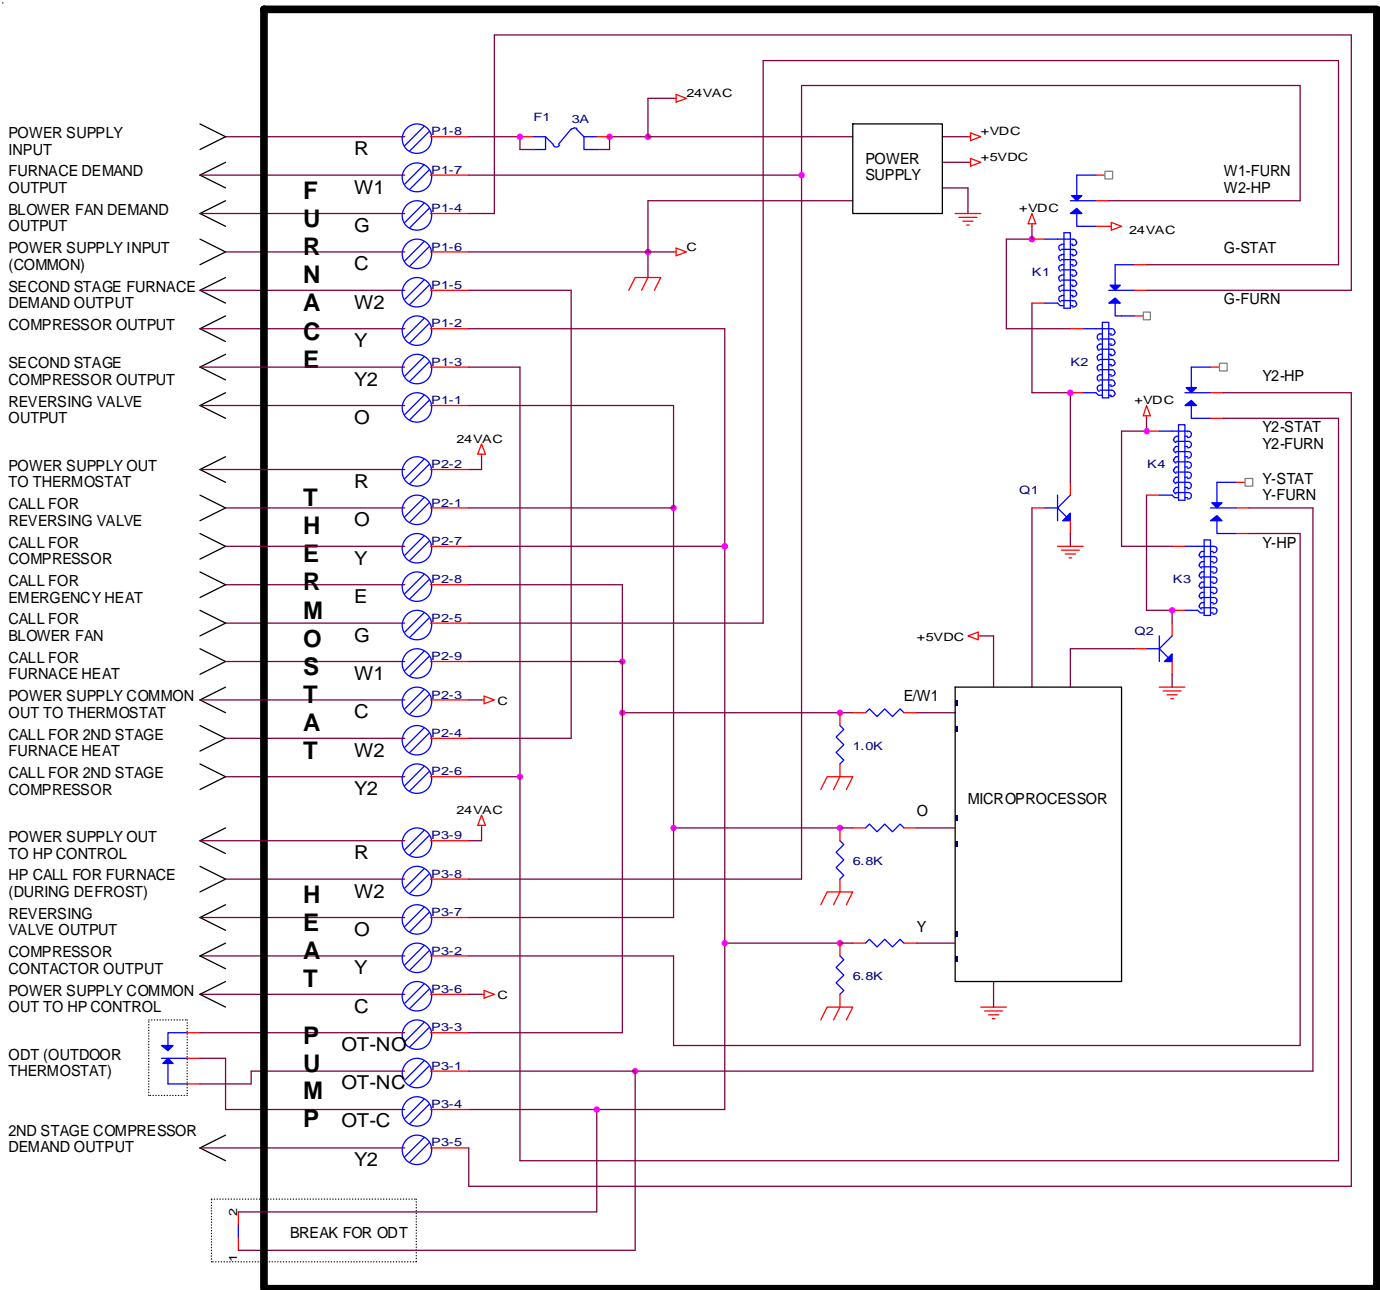 POWER SUPPLY
INPUT
R
P1-8
F1
3A
24VAC
FURNACE DEMAND
OUTPUT
W1
P1-7
BLOWER FAN DEMAND
OUTPUT
G
P1-4
POWER SUPPLY INPUT
(COMMON)
C
P1-6
C
SECOND STAGE FURNACE
DEMAND OUTPUT
W2
P1-5
COMPRESSOR OUTPUT
Y
P1-2
SECOND STAGE
COMPRESSOR OUTPUT
Y2
P1-3
REVERSING VALVE
OUTPUT
O
P1-1
FURNACE
POWER SUPPLY OUT
TO THERMOSTAT
R
P2-2
24VAC
CALL FOR
REVERSING VALVE
O
P2-1
CALL FOR
COMPRESSOR
Y
P2-7
CALL FOR
EMERGENCY HEAT
E
P2-8
CALL FOR
BLOWER FAN
G
P2-5
CALL FOR
FURNACE HEAT
W1
P2-9
POWER SUPPLY COMMON
OUT TO THERMOSTAT
C
P2-3
C
CALL FOR 2ND STAGE
FURNACE HEAT
W2
P2-4
CALL FOR 2ND STAGE
COMPRESSOR
Y2
P2-6
THERMOSTAT
POWER SUPPLY OUT
TO HP CONTROL
R
P3-9
24VAC
HP CALL FOR FURNACE
(DURING DEFROST)
W2
P3-8
REVERSING
VALVE OUTPUT
O
P3-7
COMPRESSOR
CONTACTOR OUTPUT
Y
P3-2
POWER SUPPLY COMMON
OUT TO HP CONTROL
C
P3-6
C
OT-NO
P3-3
ODT (OUTDOOR
THERMOSTAT)
OT-NC
P3-1
OT-C
P3-4
2ND STAGE COMPRESSOR
DEMAND OUTPUT
Y2
P3-5
HEAT PUMP
2
BREAK FOR ODT
1
POWER
SUPPLY
+VDC
+5VDC
W1-FURN
W2-HP
24VAC
+VDC
K1
G-STAT
G-FURN
K2
Y2-HP
+VDC
Y2-STAT
Y2-FURN
K4
Y-STAT
Y-FURN
Y-HP
K3
Q1
Q2
+5VDC
E/W1
1.0K
O
6.8K
Y
6.8K
MICROPROCESSOR